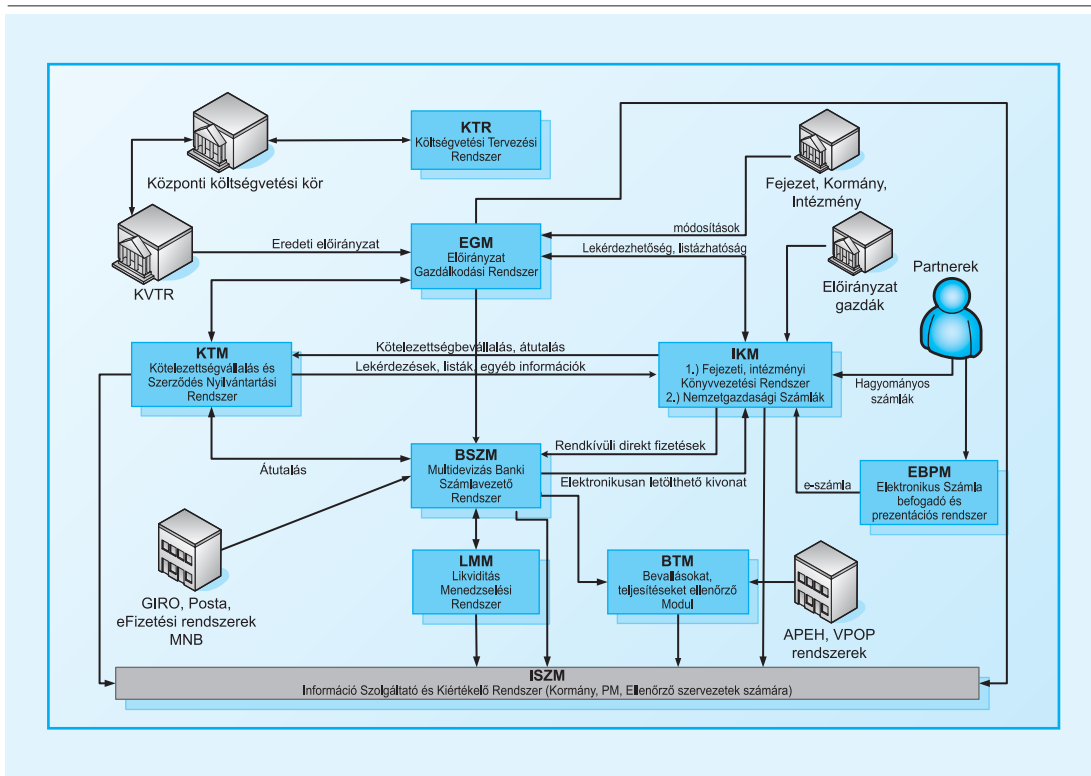 KTR
Költségvetési Tervezési
Rendszer
Központi költségvetési kör
Fejezet, Kormány,
Intézmény
módosítások
Eredeti előirányzat
EGM
Előirányzat
Gazdálkodási Rendszer
Lekérdezhetőség, listázhatóság
KVTR
Előirányzat
gazdák
Partnerek
KTM
Kötelezettségvállalás és
Szerződés Nyilvántartási
Rendszer
Kötelezettségbevállalás, átutalás
Lekérdezések, listák, egyéb információk
IKM
1.) Fejezeti, intézményi
Könyvvezetési Rendszer
2.) Nemzetgazdasági Számlák
Hagyományos
számlák
Átutalás
BSZM
Multidevizás Banki
Számlavezető
Rendszer
Rendkívüli direkt fizetések
Elektronikusan letölthető kivonat
e-számla
EBPM
Elektronikus Számla
befogadó és
prezentációs rendszer
GIRO, Posta,
eFizetési rendszerek
MNB
LMM
Likviditás
Menedzselési
Rendszer
BTM
Bevallásokat,
teljesítéseket ellenőrző
Modul
APEH, VPOP
rendszerek
ISZM
Információ Szolgáltató és Kiértékelő Rendszer (Kormány, PM, Ellenőrző szervezetek számára)